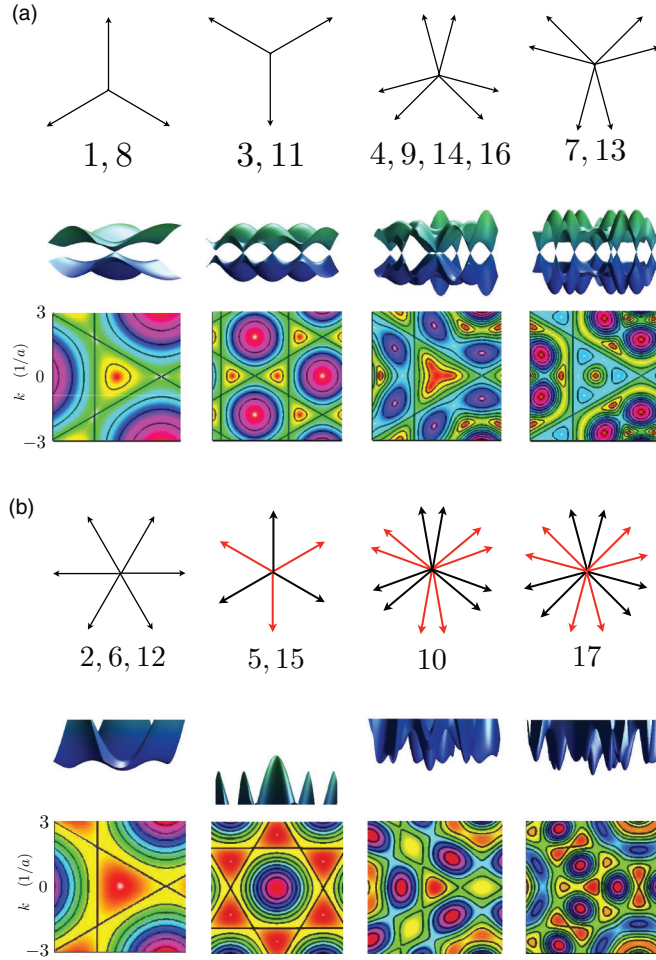 (a)
1, 8 3, 11 4, 9, 14, 16 7, 13
3
k (1/a) 0
−3
(b)
2, 6, 12 5, 15 10 17
3
k (1/a) 0
−3